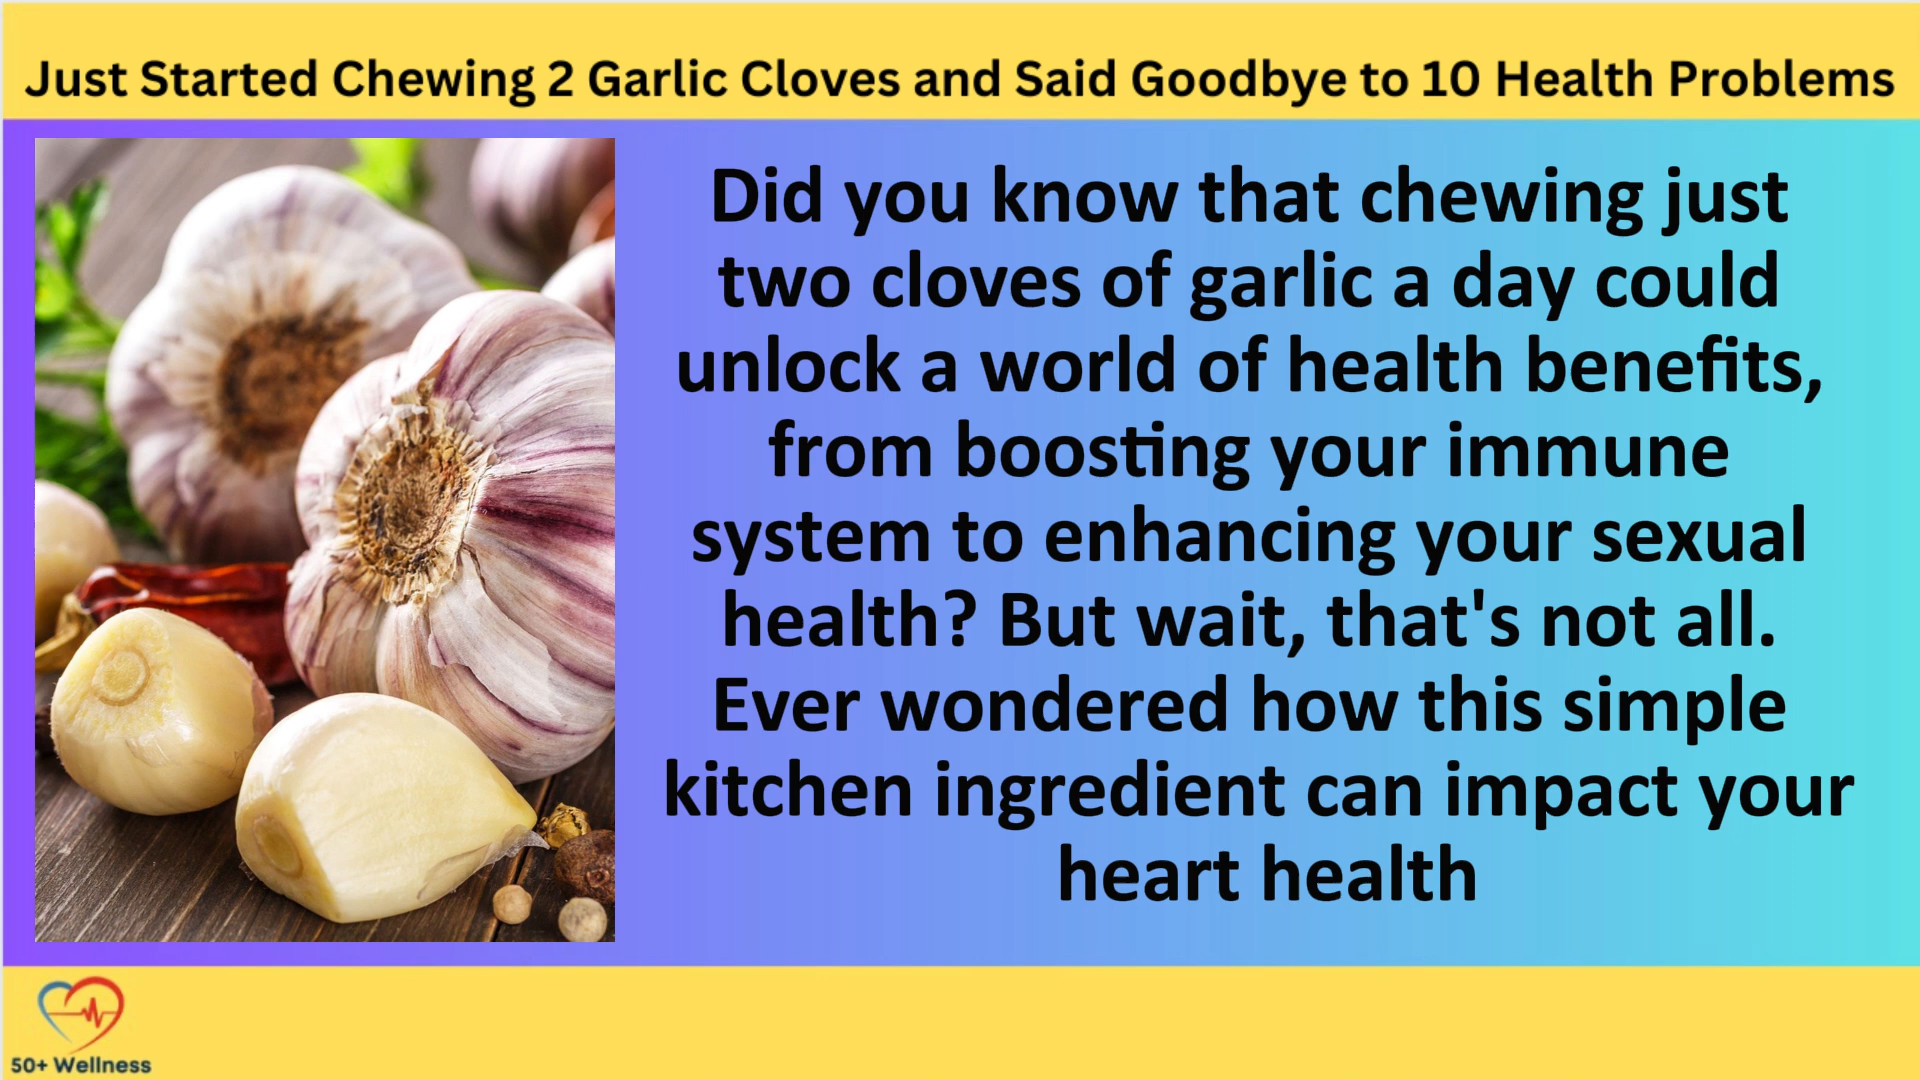 Just Started Chewing 2 Garlic Cloves and Said Goodbye to 10 Health Problems
Did you know that chewing just
two cloves of garlic a day could
unlock a world of health benefits,
from boosting your immune
system to enhancing your sexual
health? But wait, that's not all.
Ever wondered how this simple
kitchen ingredient can impact your
heart health
50+ Wellness